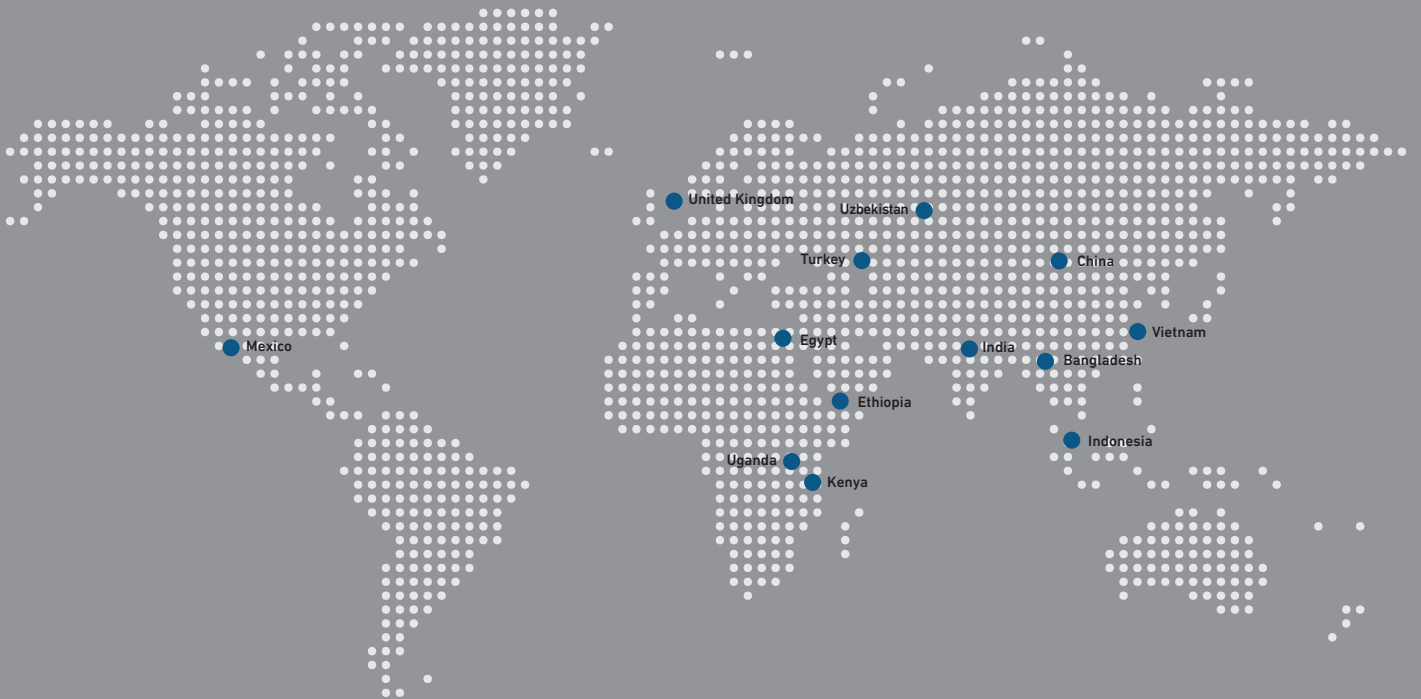 United Kingdom
Uzbekistan
Turkey
China
Vietnam
Egypt
Mexico
India
Bangladesh
Ethiopia
Indonesia
Uganda
Kenya